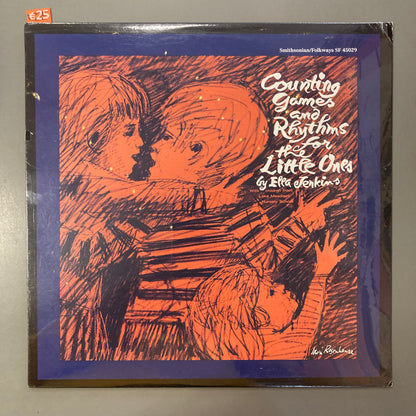 €25
Smithsonian/Folkways SF 45029
Counting
Games
and
Rhythms
for
the
Little Ones
by Ella Jenkins